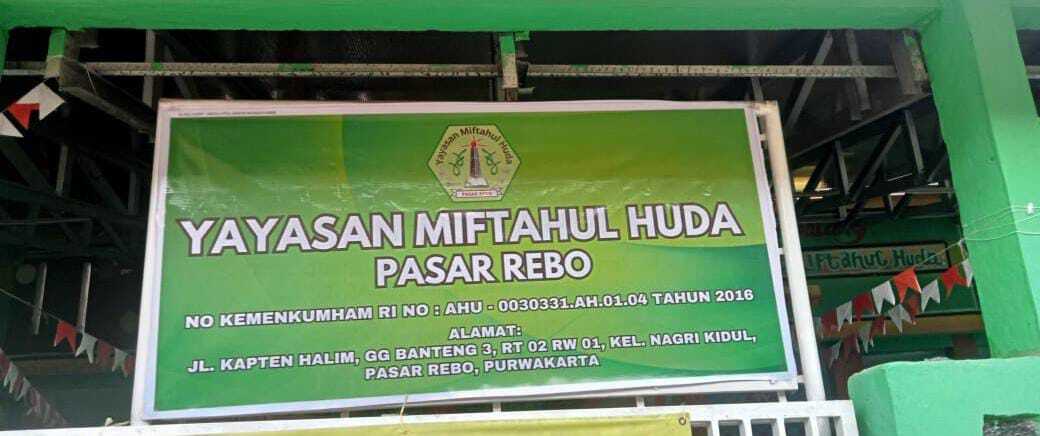 Yayasan Miftahul Huda
PASAR REBO
YAYASAN MIFTAHUL HUDA
PASAR REBO
NO KEMENKUMHAM RI NO : AHU - 0030331.AH.01.04 TAHUN 2016
ALAMAT:
JL. KAPTEN HALIM, GG BANTENG 3, RT 02 RW 01, KEL. NAGRI KIDUL,
PASAR REBO, PURWAKARTA
Miftahul Huda